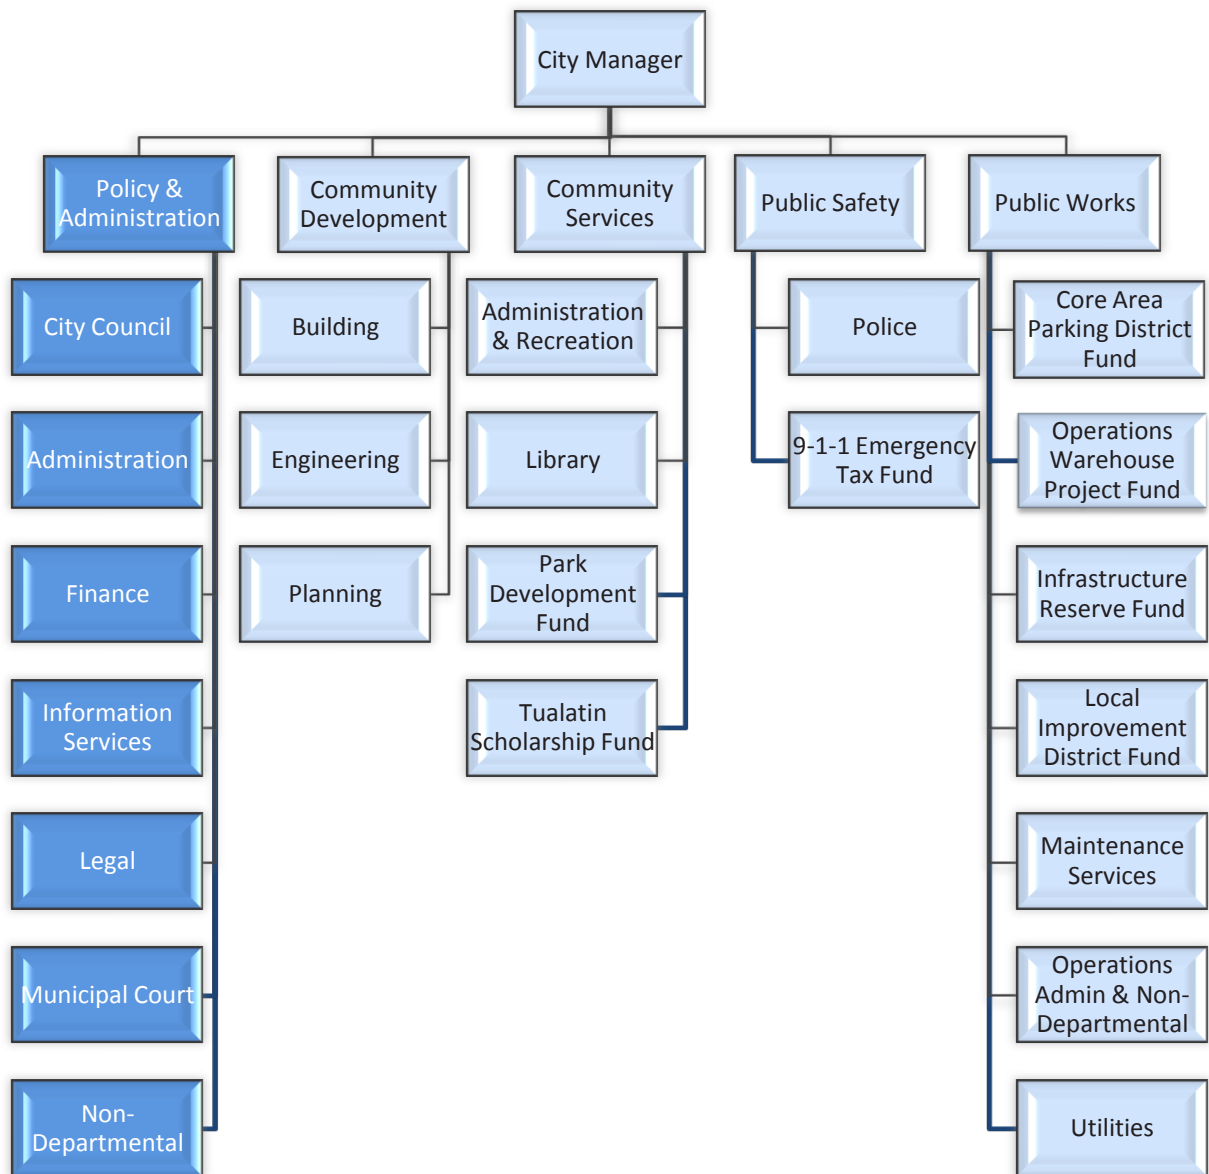 City Manager
Policy &
Administration
Community
Development
Community
Services
Public Safety
Public Works
City Council
Building
Administration
& Recreation
Police
Core Area
Parking District
Fund
Administration
Engineering
Library
9-1-1 Emergency
Tax Fund
Operations
Warehouse
Project Fund
Finance
Planning
Park
Development
Fund
Infrastructure
Reserve Fund
Information
Services
Tualatin
Scholarship Fund
Local
Improvement
District Fund
Legal
Maintenance
Services
Municipal Court
Operations
Admin & Non-
Departmental
Non-
Departmental
Utilities